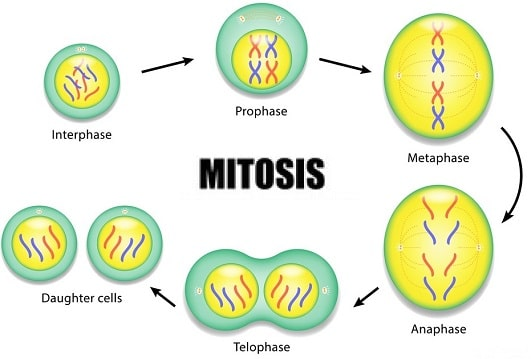 Interphase
Prophase
Metaphase
MITOSIS
Daughter cells
Telophase
Anaphase